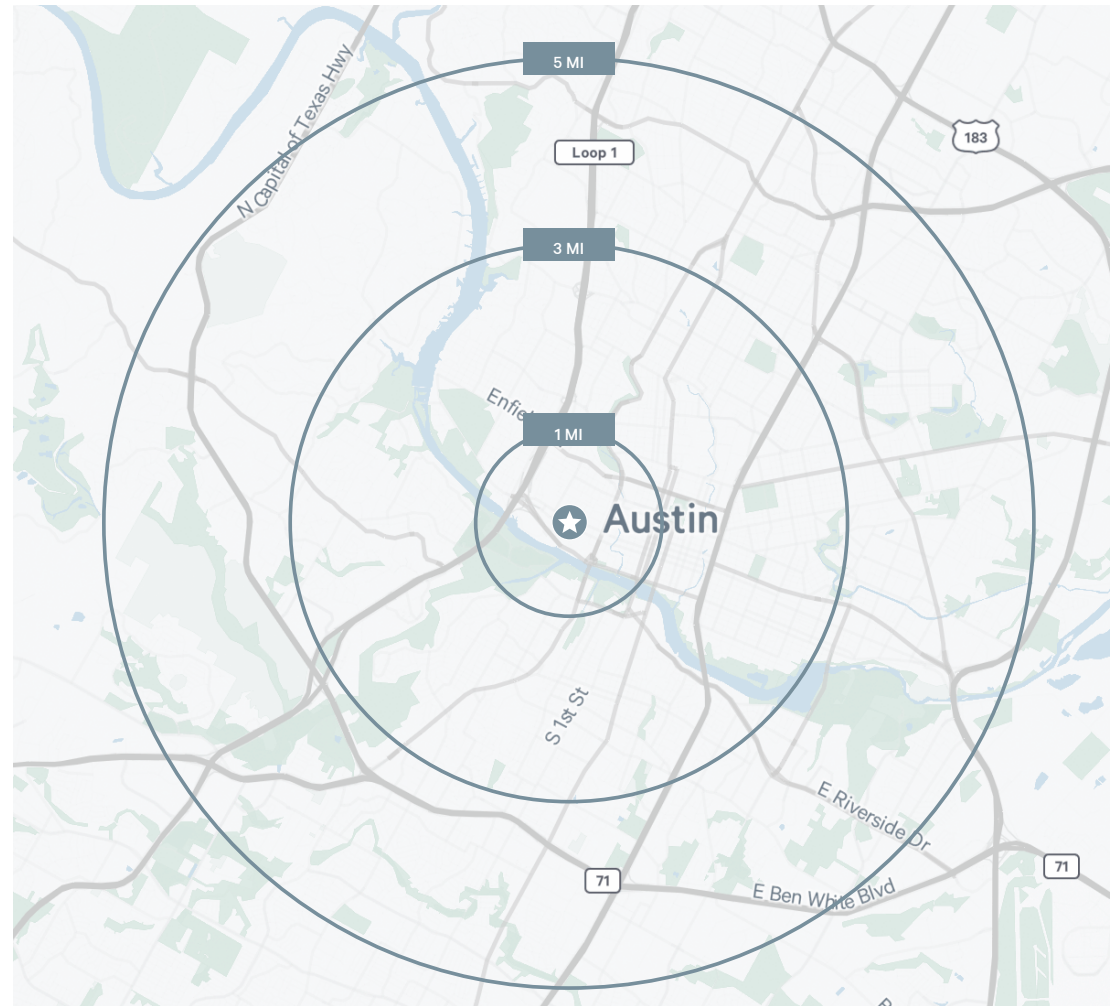 5 MI
N Capital of Texas Hwy
183
Loop 1
3 MI
1 MI
Austin
S 1st St
E Riverside Dr
71
71
E Ben White Blvd